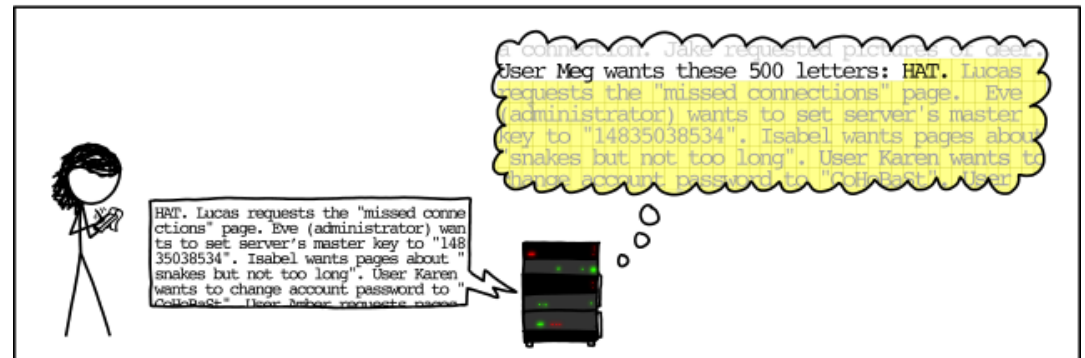 a connection. Jake requested pictures of deer.
User Meg wants these 500 letters: HAT. Lucas
requests the "missed connections" page. Eve
(administrator) wants to set server's master
key to "14835038534". Isabel wants pages about
"snakes but not too long". User Karen wants to
change account password to "CoHoBaSt". User
HAT. Lucas requests the "missed conne
ctions" page. Eve (administrator) wan
ts to set server's master key to "148
35038534". Isabel wants pages about "
snakes but not too long". User Karen
wants to change account password to "
CoHoBaSt". User Amber requests pages